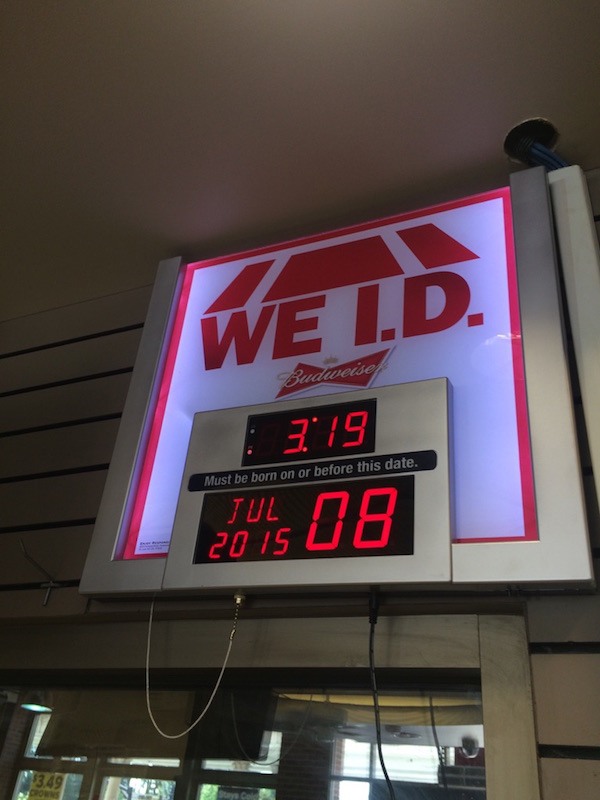 WE I.D.
Budweiser
3:19
Must be born on or before this date.
JUL
2015 08
3.49